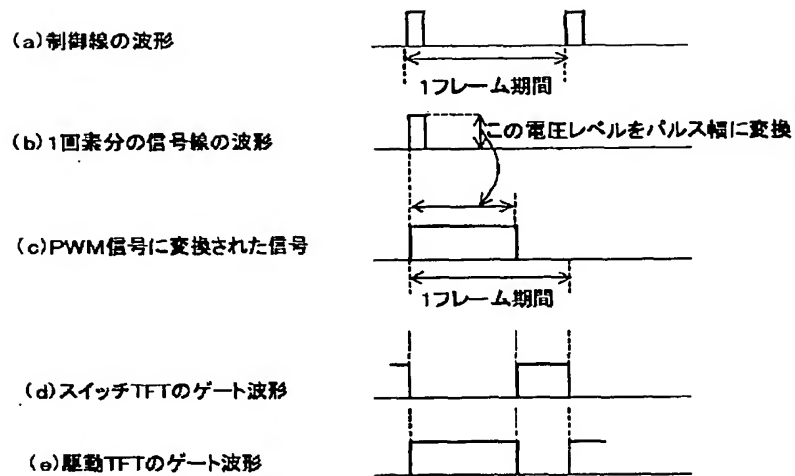 (a)制御線の波形
1フレーム期間
(b)1画素分の信号線の波形
この電圧レベルをパルス幅に変換
(c)PWM信号に変換された信号
1フレーム期間
(d)スイッチTFTのゲート波形
(e)駆動TFTのゲート波形